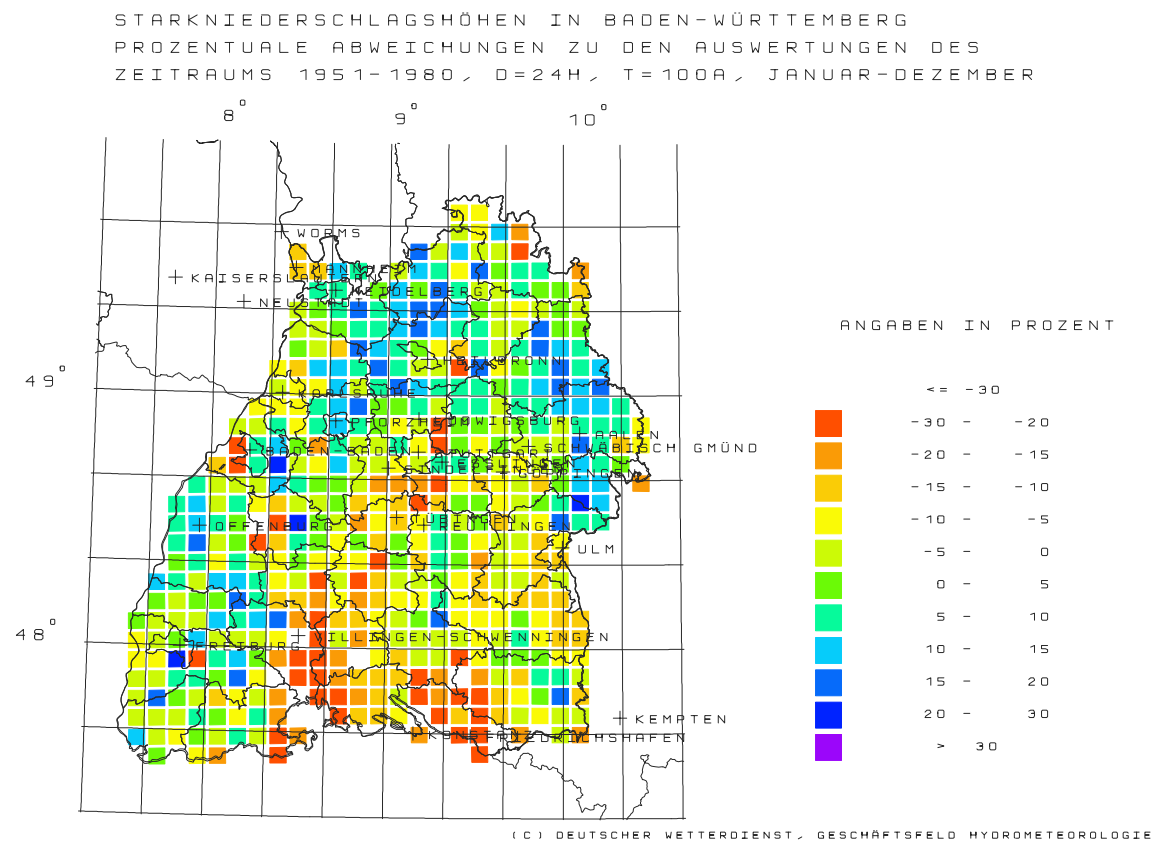 STARKNIEDERSCHLAGSHÖHEN IN BADEN-WÜRTTEMBERG
PROZENTUALE ABWEICHUNGEN ZU DEN AUSWERTUNGEN DES
ZEITRAUMS 1951-1980, D=24H, T=100A, JANUAR-DEZEMBER
8° 9° 10°
WORMS
MANNHEIM
KAISERSLAUTERN
HEIDELBERG
NEUSTADT
ANGABEN IN PROZENT
HEILBRONN
49°
<= -30
KARLSRUHE
-30 - -20
PFORZHEIM
LUDWIGSBURG
AALEN
SCHWÄBISCH GMÜND
BADEN-BADEN
-20 - -15
ESSLINGEN
GÖPPINGEN
-15 - -10
TÜBINGEN
-10 - -5
OFFENBURG
REUTLINGEN
ULM
-5 - 0
0 - 5
5 - 10
48°
VILLINGEN-SCHWENNINGEN
FREIBURG
10 - 15
15 - 20
20 - 30
KEMPTEN
KONSTANZ
FRIEDRICHSHAFEN
> 30
(C) DEUTSCHER WETTERDIENST, GESCHÄFTSFELD HYDROMETEOROLOGIE